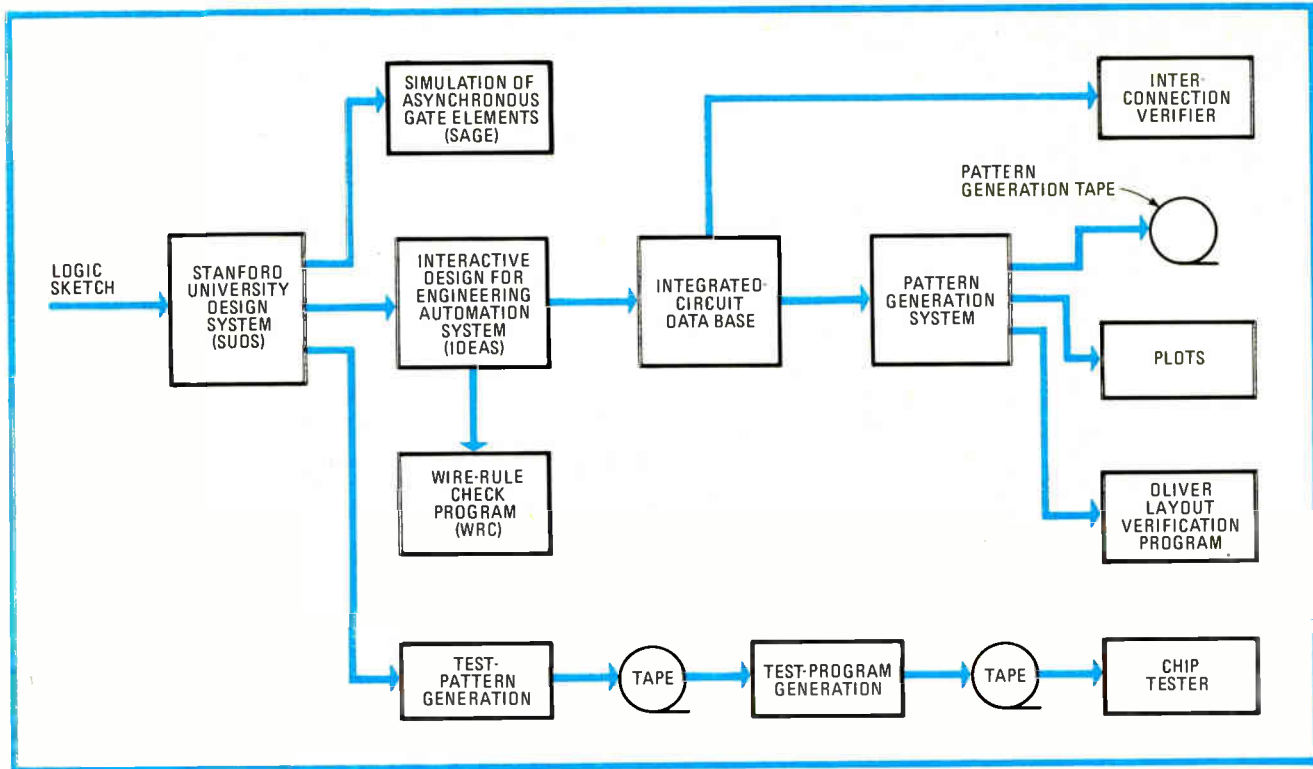 SIMULATION OF
ASYNCHRONOUS
GATE ELEMENTS
(SAGE)
INTER-
CONNECTION
VERIFIER
PATTERN
GENERATION TAPE
LOGIC
SKETCH
STANFORD
UNIVERSITY
DESIGN
SYSTEM
(SUDS)
INTERACTIVE
DESIGN FOR
ENGINEERING
AUTOMATION
SYSTEM
(IDEAS)
INTEGRATED-
CIRCUIT
DATA BASE
PATTERN
GENERATION
SYSTEM
PLOTS
WIRE-RULE
CHECK
PROGRAM
(WRC)
OLIVER
LAYOUT
VERIFICATION
PROGRAM
TEST-
PATTERN
GENERATION
TAPE
TEST-PROGRAM
GENERATION
TAPE
CHIP
TESTER